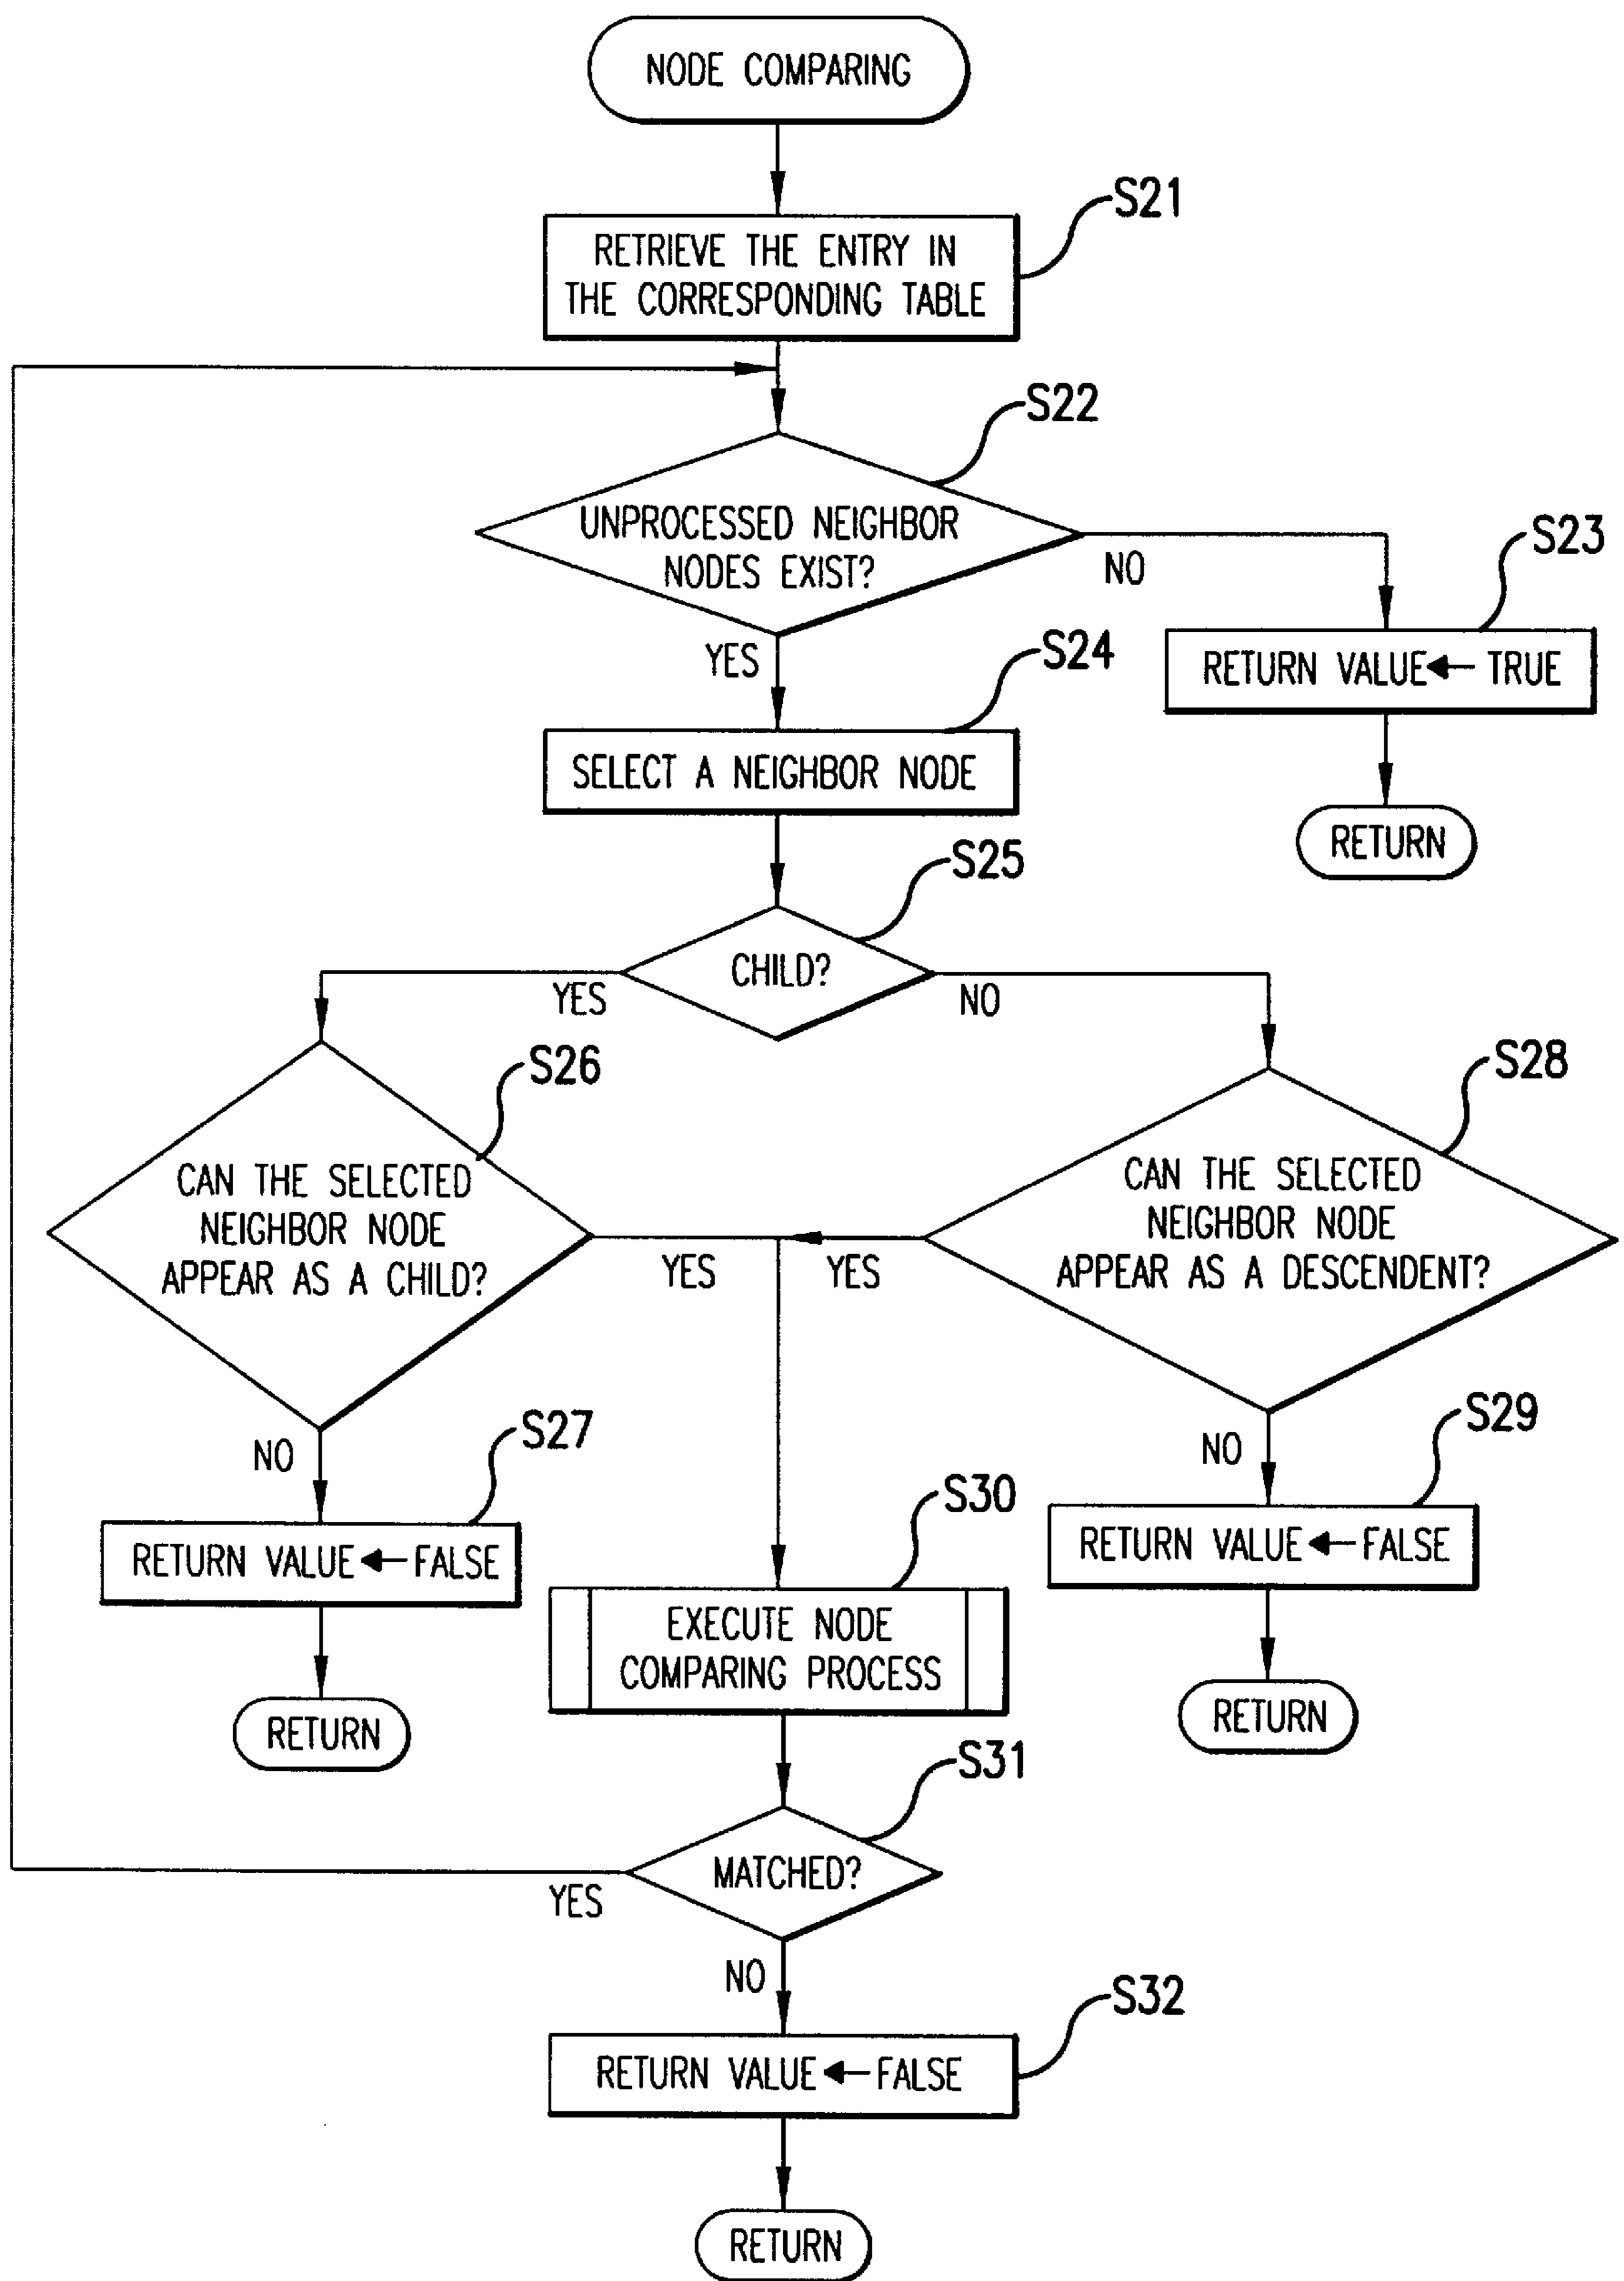 NODE COMPARING
S21
RETRIEVE THE ENTRY IN
THE CORRESPONDING TABLE
S22
UNPROCESSED NEIGHBOR
NODES EXIST?
NO
S23
YES
S24
RETURN VALUE ← TRUE
SELECT A NEIGHBOR NODE
RETURN
S25
CHILD?
YES
NO
S26
S28
CAN THE SELECTED
NEIGHBOR NODE
APPEAR AS A CHILD?
CAN THE SELECTED
NEIGHBOR NODE
APPEAR AS A DESCENDENT?
YES
YES
NO
S27
NO
S29
S30
RETURN VALUE ← FALSE
RETURN VALUE ← FALSE
EXECUTE NODE
COMPARING PROCESS
RETURN
RETURN
S31
MATCHED?
YES
NO
S32
RETURN VALUE ← FALSE
RETURN